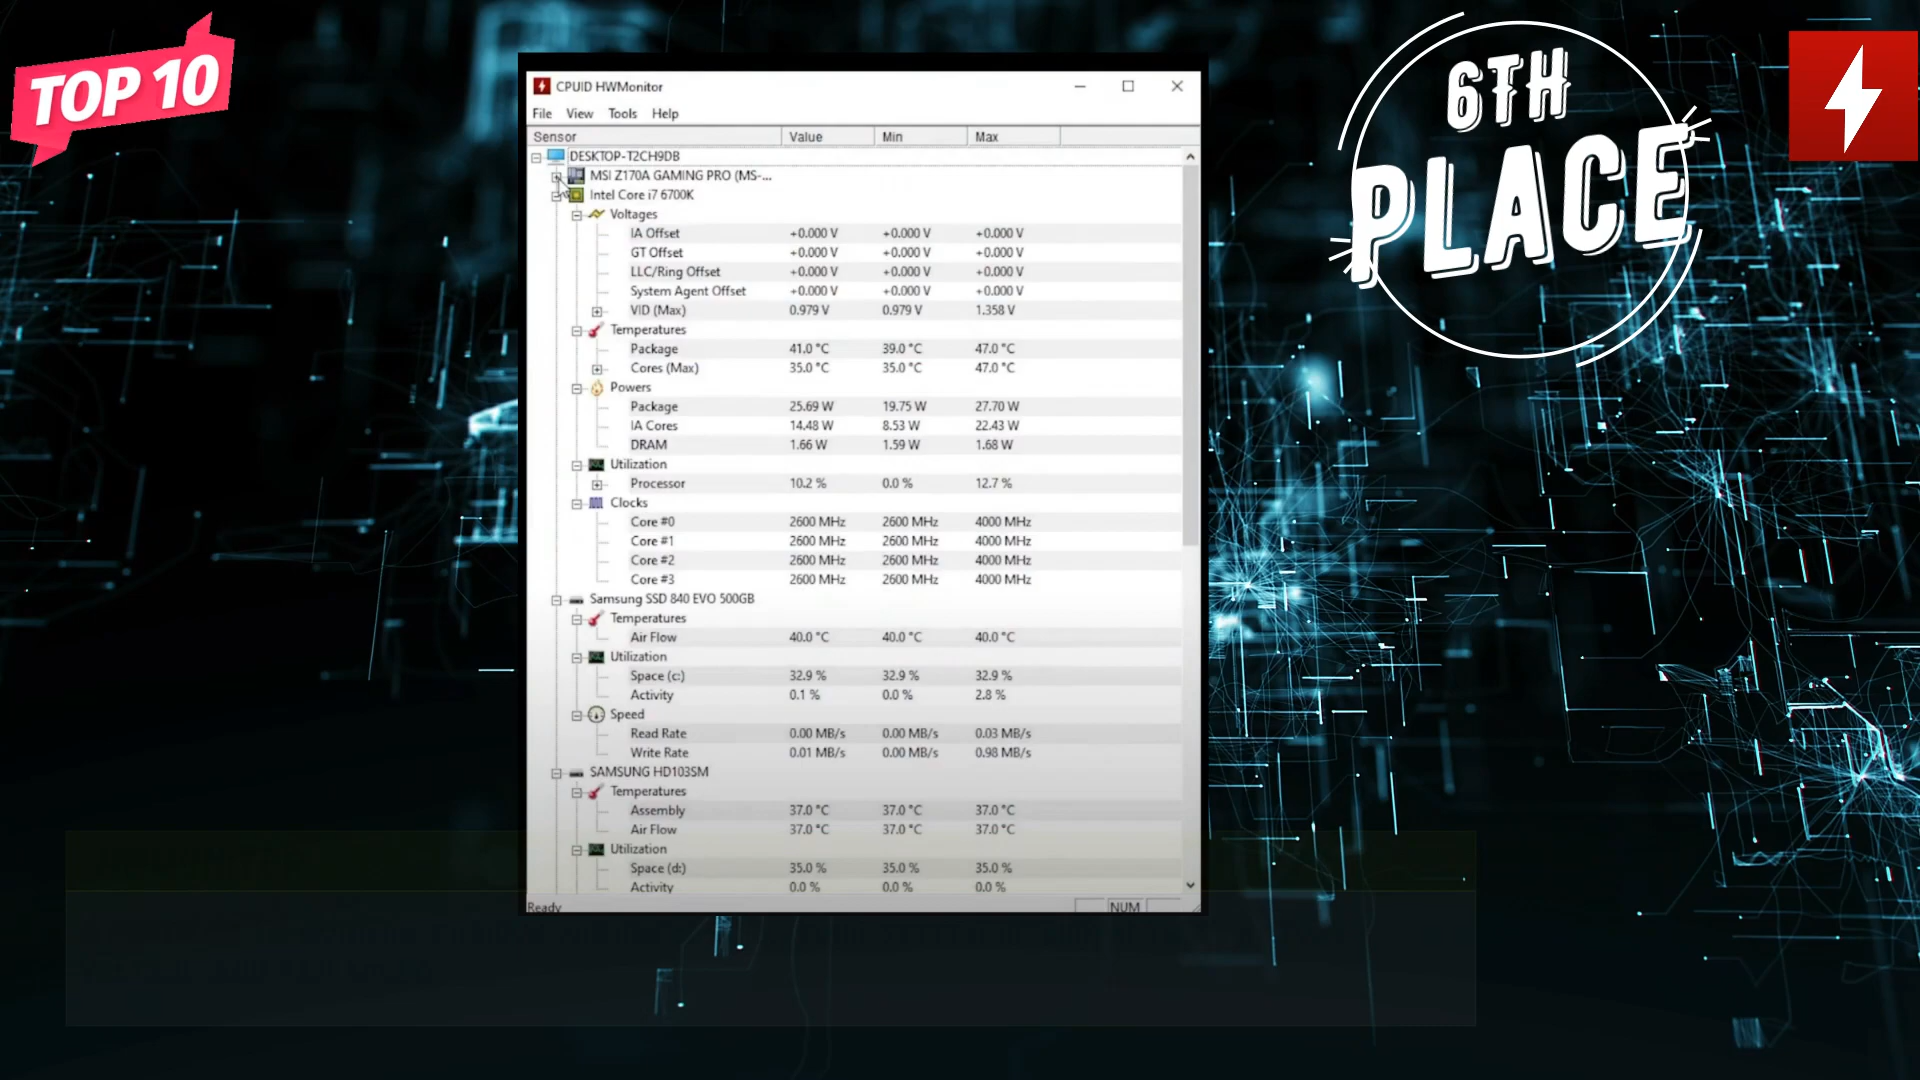 TOP 10
6TH
PLACE
CPUID HWMonitor
File View Tools Help
Sensor Value Min Max
DESKTOP-T2CH9DB
MSI Z170A GAMING PRO (MS-...
Intel Core i7 6700K
Voltages
IA Offset +0.000 V +0.000 V +0.000 V
GT Offset +0.000 V +0.000 V +0.000 V
LLC/Ring Offset +0.000 V +0.000 V +0.000 V
System Agent Offset +0.000 V +0.000 V +0.000 V
VID (Max) 0.979 V 0.979 V 1.358 V
Temperatures
Package 41.0 °C 39.0 °C 47.0 °C
Cores (Max) 35.0 °C 35.0 °C 47.0 °C
Powers
Package 25.69 W 19.75 W 27.70 W
IA Cores 14.48 W 8.53 W 22.43 W
DRAM 1.66 W 1.59 W 1.68 W
Utilization
Processor 10.2 % 0.0 % 12.7 %
Clocks
Core #0 2600 MHz 2600 MHz 4000 MHz
Core #1 2600 MHz 2600 MHz 4000 MHz
Core #2 2600 MHz 2600 MHz 4000 MHz
Core #3 2600 MHz 2600 MHz 4000 MHz
Samsung SSD 840 EVO 500GB
Temperatures
Air Flow 40.0 °C 40.0 °C 40.0 °C
Utilization
Space (c:) 32.9 % 32.9 % 32.9 %
Activity 0.1 % 0.0 % 2.8 %
Speed
Read Rate 0.00 MB/s 0.00 MB/s 0.03 MB/s
Write Rate 0.01 MB/s 0.00 MB/s 0.98 MB/s
SAMSUNG HD103SM
Temperatures
Assembly 37.0 °C 37.0 °C 37.0 °C
Air Flow 37.0 °C 37.0 °C 37.0 °C
Utilization
Space (d:) 35.0 % 35.0 % 35.0 %
Activity 0.0 % 0.0 % 0.0 %
Ready NUM